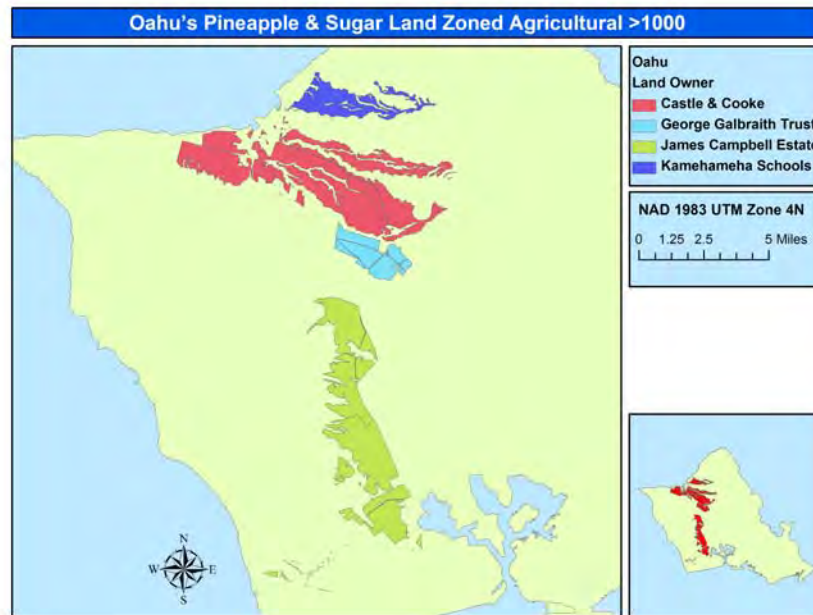 Oahu's Pineapple & Sugar Land Zoned Agricultural >1000
Oahu
Land Owner
Castle & Cooke
George Galbraith Trust
James Campbell Estate
Kamehameha Schools
NAD 1983 UTM Zone 4N
0 1.25 2.5 5 Miles
N
W E
S